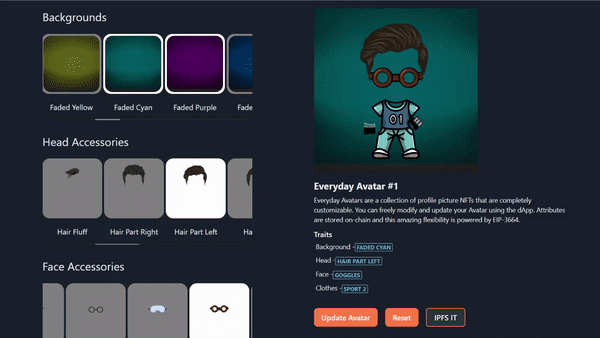 Backgrounds
Faded Yellow
Faded Cyan
Faded Purple
Faded
Head Accessories
Hair Fluff
Hair Part Right
Hair Part Left
Ha
Face Accessories
01
Everyday Avatar #1
Everyday Avatars are a collection of profile picture NFTs that are completely
customizable. You can freely modify and update your Avatar using the dApp. Attributes
are stored on-chain and this amazing flexibility is powered by EIP-3664.
Traits
Background - FADED CYAN
Head - HAIR PART LEFT
Face - GOGGLES
Clothes - SPORT 2
Update Avatar
Reset
IPFS IT